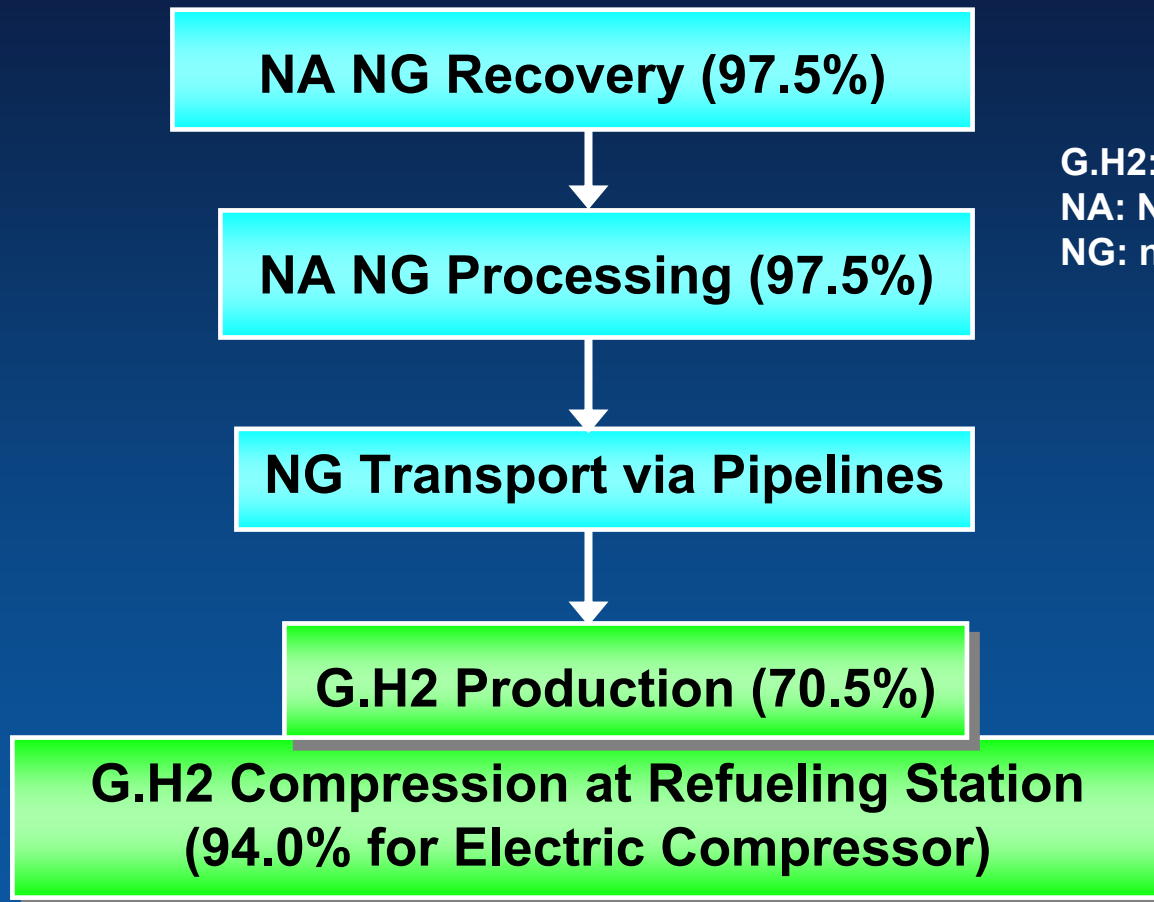 NA NG Recovery (97.5%)
G.H2:
NA:
NG:
NA NG Processing (97.5%)
NG Transport via Pipelines
G.H2 Production (70.5%)
G.H2 Compression at Refueling Station
(94.0% for Electric Compressor)